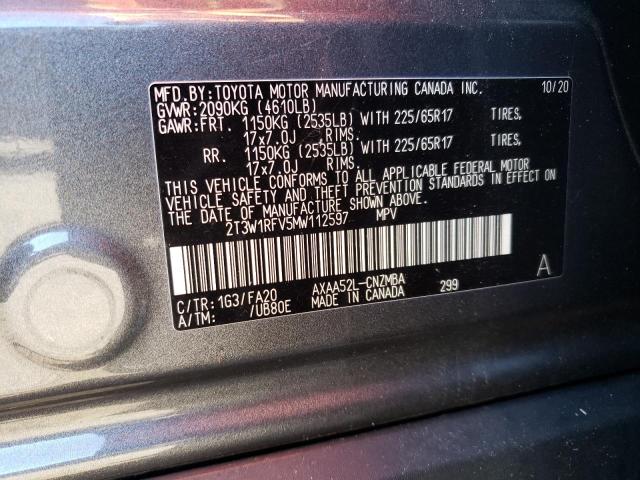 MFD.BY:TOYOTA MOTOR MANUFACTURING CANADA INC. 10/20
GVWR:2090KG (4610LB)
GAWR:FRT. 1150KG (2535LB) WITH 225/65R17 TIRES,
17x7.0J RIMS.
RR. 1150KG (2535LB) WITH 225/65R17 TIRES,
17x7.0J RIMS.
THIS VEHICLE CONFORMS TO ALL APPLICABLE FEDERAL MOTOR
VEHICLE SAFETY AND THEFT PREVENTION STANDARDS IN EFFECT ON
THE DATE OF MANUFACTURE SHOWN ABOVE.
2T3W1RFV5MW112597 MPV
C/TR:1G3/FA20 AXAA52L-CNZMBA 299 A
A/TM: /UB80E MADE IN CANADA